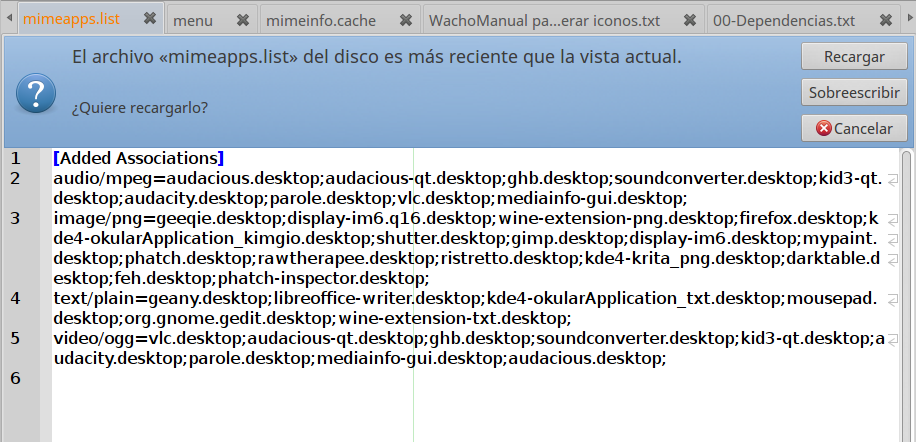 mimeapps.list menu mimeinfo.cache WachoManual pa...erar iconos.txt 00-Dependencias.txt
El archivo «mimeapps.list» del disco es más reciente que la vista actual.
¿Quiere recargarlo?
Recargar
Sobreescribir
Cancelar
1 [Added Associations]
2 audio/mpeg=audacious.desktop;audacious-qt.desktop;ghb.desktop;soundconverter.desktop;kid3-qt.
desktop;audacity.desktop;parole.desktop;vlc.desktop;mediainfo-gui.desktop;
3 image/png=geeqie.desktop;display-im6.q16.desktop;wine-extension-png.desktop;firefox.desktop;k
de4-okularApplication_kimgio.desktop;shutter.desktop;gimp.desktop;display-im6.desktop;mypaint.
desktop;phatch.desktop;rawtherapee.desktop;ristretto.desktop;kde4-krita_png.desktop;darktable.d
esktop;feh.desktop;phatch-inspector.desktop;
4 text/plain=geany.desktop;libreoffice-writer.desktop;kde4-okularApplication_txt.desktop;mousepad.
desktop;org.gnome.gedit.desktop;wine-extension-txt.desktop;
5 video/ogg=vlc.desktop;audacious-qt.desktop;ghb.desktop;soundconverter.desktop;kid3-qt.desktop;a
udacity.desktop;parole.desktop;mediainfo-gui.desktop;audacious.desktop;
6